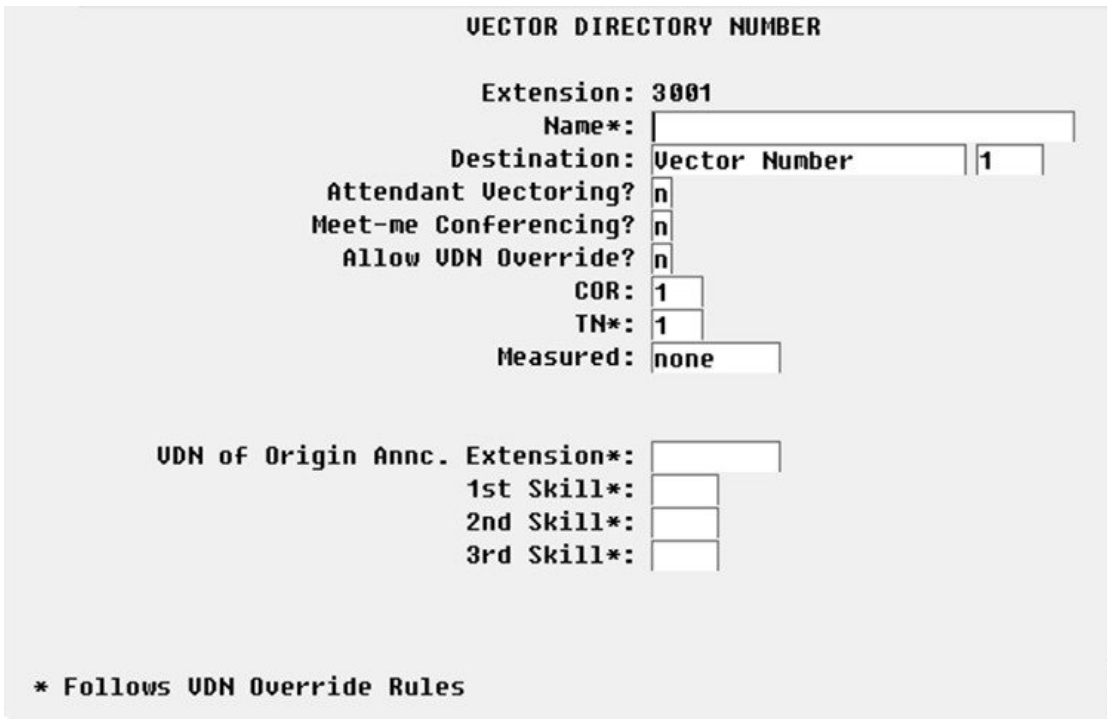 VECTOR DIRECTORY NUMBER
Extension: 3001
Name*:
Destination: Vector Number 1
Attendant Vectoring? n
Meet-me Conferencing? n
Allow VDN Override? n
COR: 1
TN*: 1
Measured: none
VDN of Origin Annc. Extension*:
1st Skill*:
2nd Skill*:
3rd Skill*:
* Follows VDN Override Rules